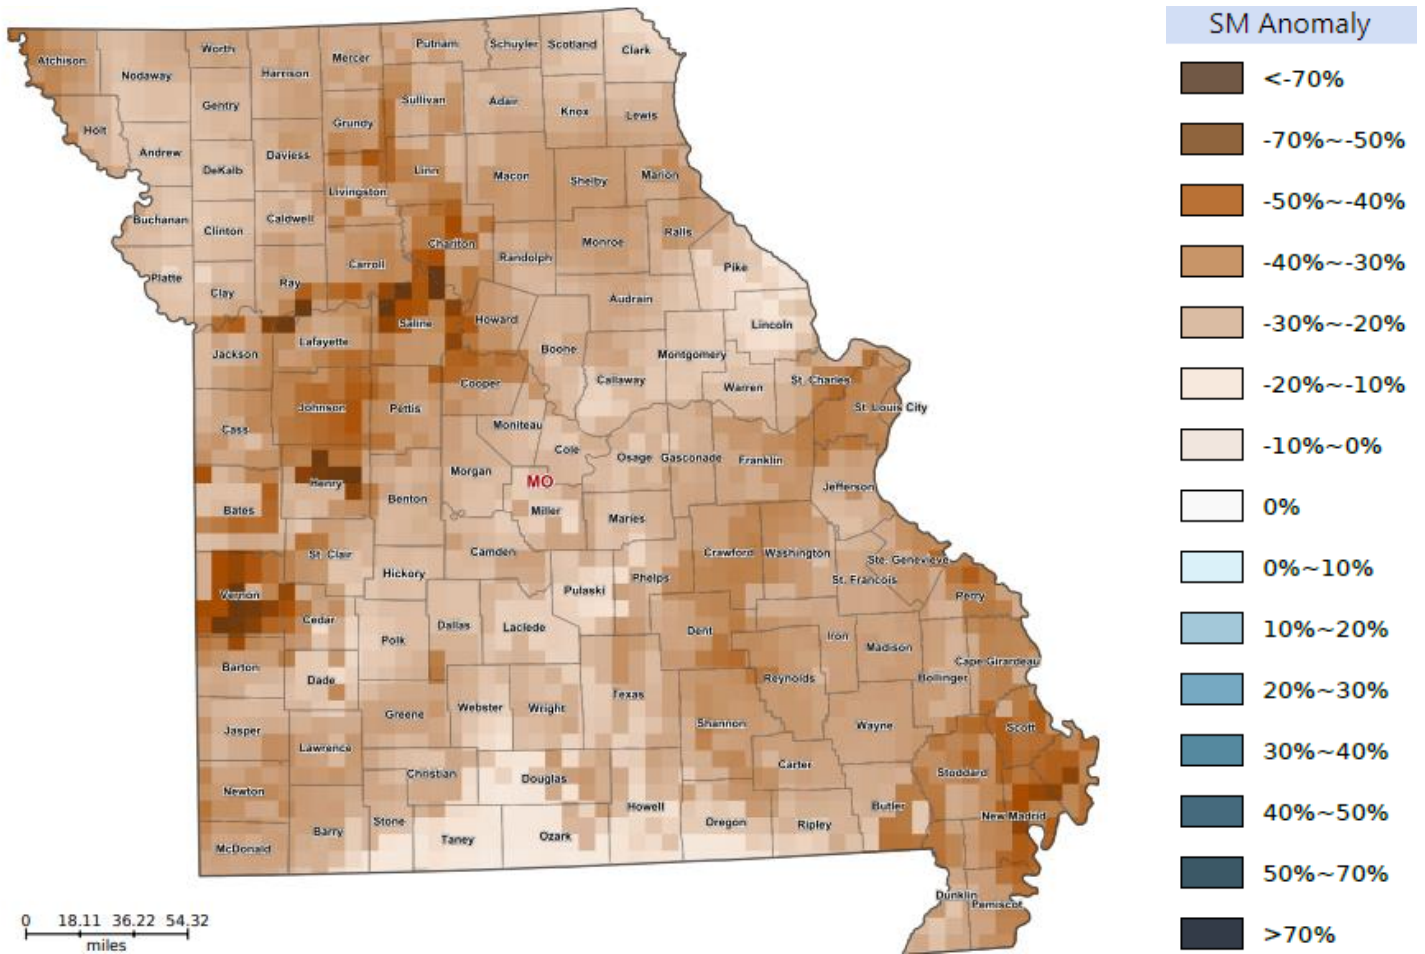 SM Anomaly
<-70%
-70%~-50%
-50%~-40%
-40%~-30%
-30%~-20%
-20%~-10%
-10%~0%
0%
0%~10%
10%~20%
20%~30%
30%~40%
40%~50%
50%~70%
>70%
Atchison
Nodaway
Worth
Harrison
Mercer
Putnam
Schuyler
Scotland
Clark
Gentry
Sullivan
Adair
Knox
Lewis
Holt
Grundy
Andrew
DeKalb
Daviess
Linn
Macon
Shelby
Marion
Livingston
Buchanan
Clinton
Caldwell
Chariton
Randolph
Monroe
Ralls
Carroll
Pike
Platte
Clay
Ray
Audrain
Saline
Howard
Lincoln
Jackson
Lafayette
Boone
Montgomery
Callaway
Warren
St. Charles
Cooper
Johnson
Pettis
St. Louis City
Cass
Moniteau
Cole
Osage
Gasconade
Franklin
Morgan
MO
Henry
Benton
Jefferson
Bates
Miller
Maries
St. Clair
Camden
Crawford
Washington
Ste. Genevieve
Hickory
Phelps
St. Francois
Vernon
Pulaski
Perry
Cedar
Polk
Dallas
Laclede
Dent
Iron
Madison
Barton
Dade
Reynolds
Cape Girardeau
Bollinger
Texas
Greene
Webster
Wright
Shannon
Wayne
Scott
Jasper
Lawrence
Carter
Stoddard
Christian
Douglas
Newton
Howell
Butler
New Madrid
Stone
Barry
Taney
Ozark
Oregon
Ripley
McDonald
Dunklin
Pemiscot
0 18.11 36.22 54.32
miles